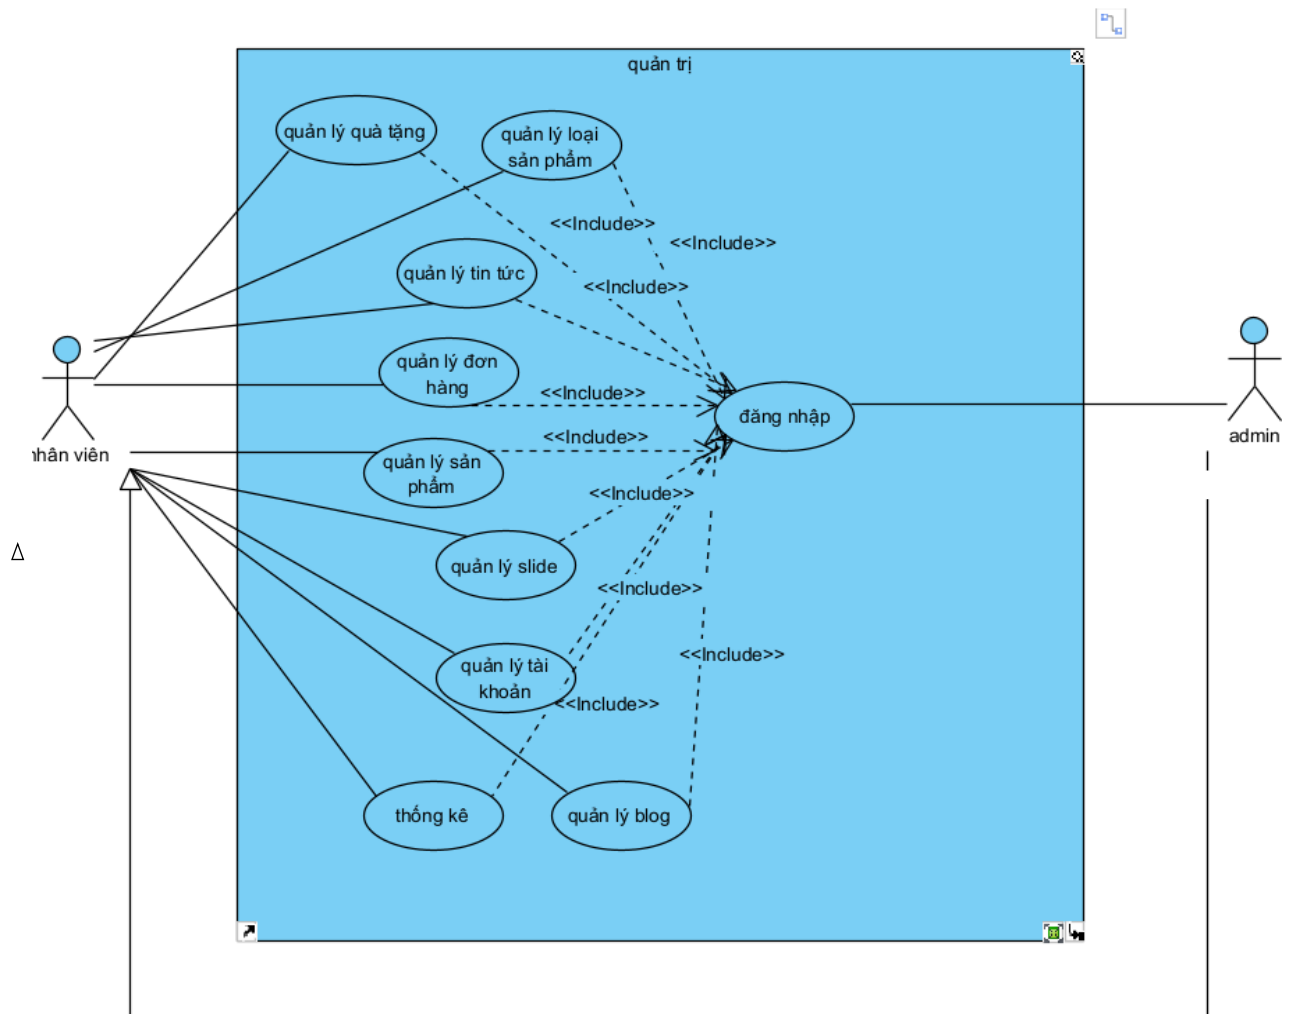 quản trị
quản lý quà tặng
quản lý loại
sản phẩm
<<Include>>
<<Include>>
quản lý tin tức
<<Include>>
quản lý đơn
hàng
<<Include>>
đăng nhập
admin
<<Include>>
nhân viên
quản lý sản
phẩm
<<Include>>
quản lý slide
<<Include>>
<<Include>>
quản lý tài
khoản
<<Include>>
thống kê
quản lý blog